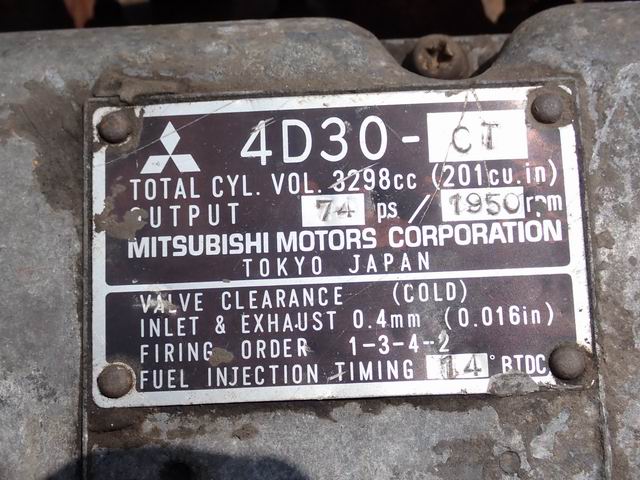 4D30-CT
TOTAL CYL. VOL. 3298cc (201cu.in)
OUTPUT 74 ps / 1950 rpm
MITSUBISHI MOTORS CORPORATION
TOKYO JAPAN
VALVE CLEARANCE (COLD)
INLET & EXHAUST 0.4mm (0.016in)
FIRING ORDER 1-3-4-2
FUEL INJECTION TIMING 14° BTDC